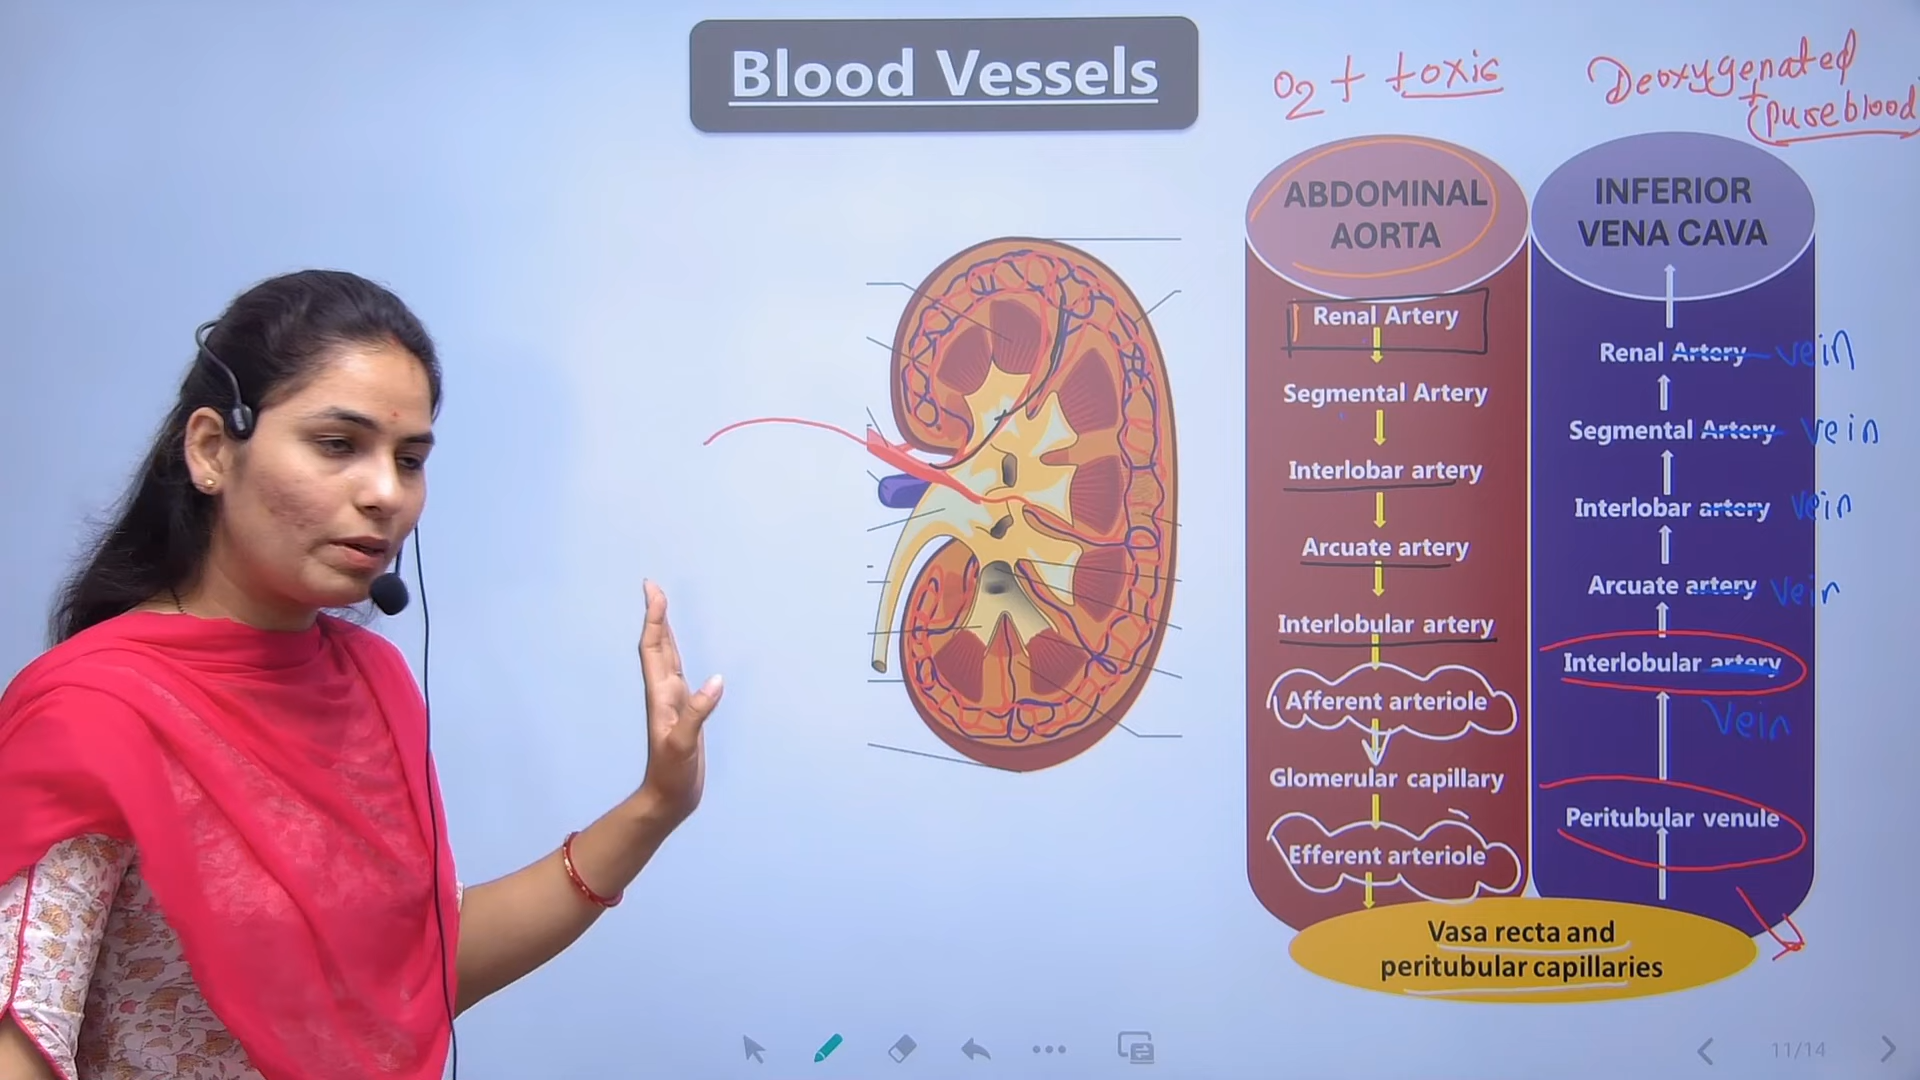 Blood Vessels
O2 + toxic
Deoxygenated
+
(pureblood
ABDOMINAL
AORTA
Renal Artery
Segmental Artery
Interlobar artery
Arcuate artery
Interlobular artery
Afferent arteriole
Glomerular capillary
Efferent arteriole
INFERIOR
VENA CAVA
Renal Artery vein
Segmental Artery vein
Interlobar artery vein
Arcuate artery vein
Interlobular artery
Vein
Peritubular venule
Vasa recta and
peritubular capillaries
11/14